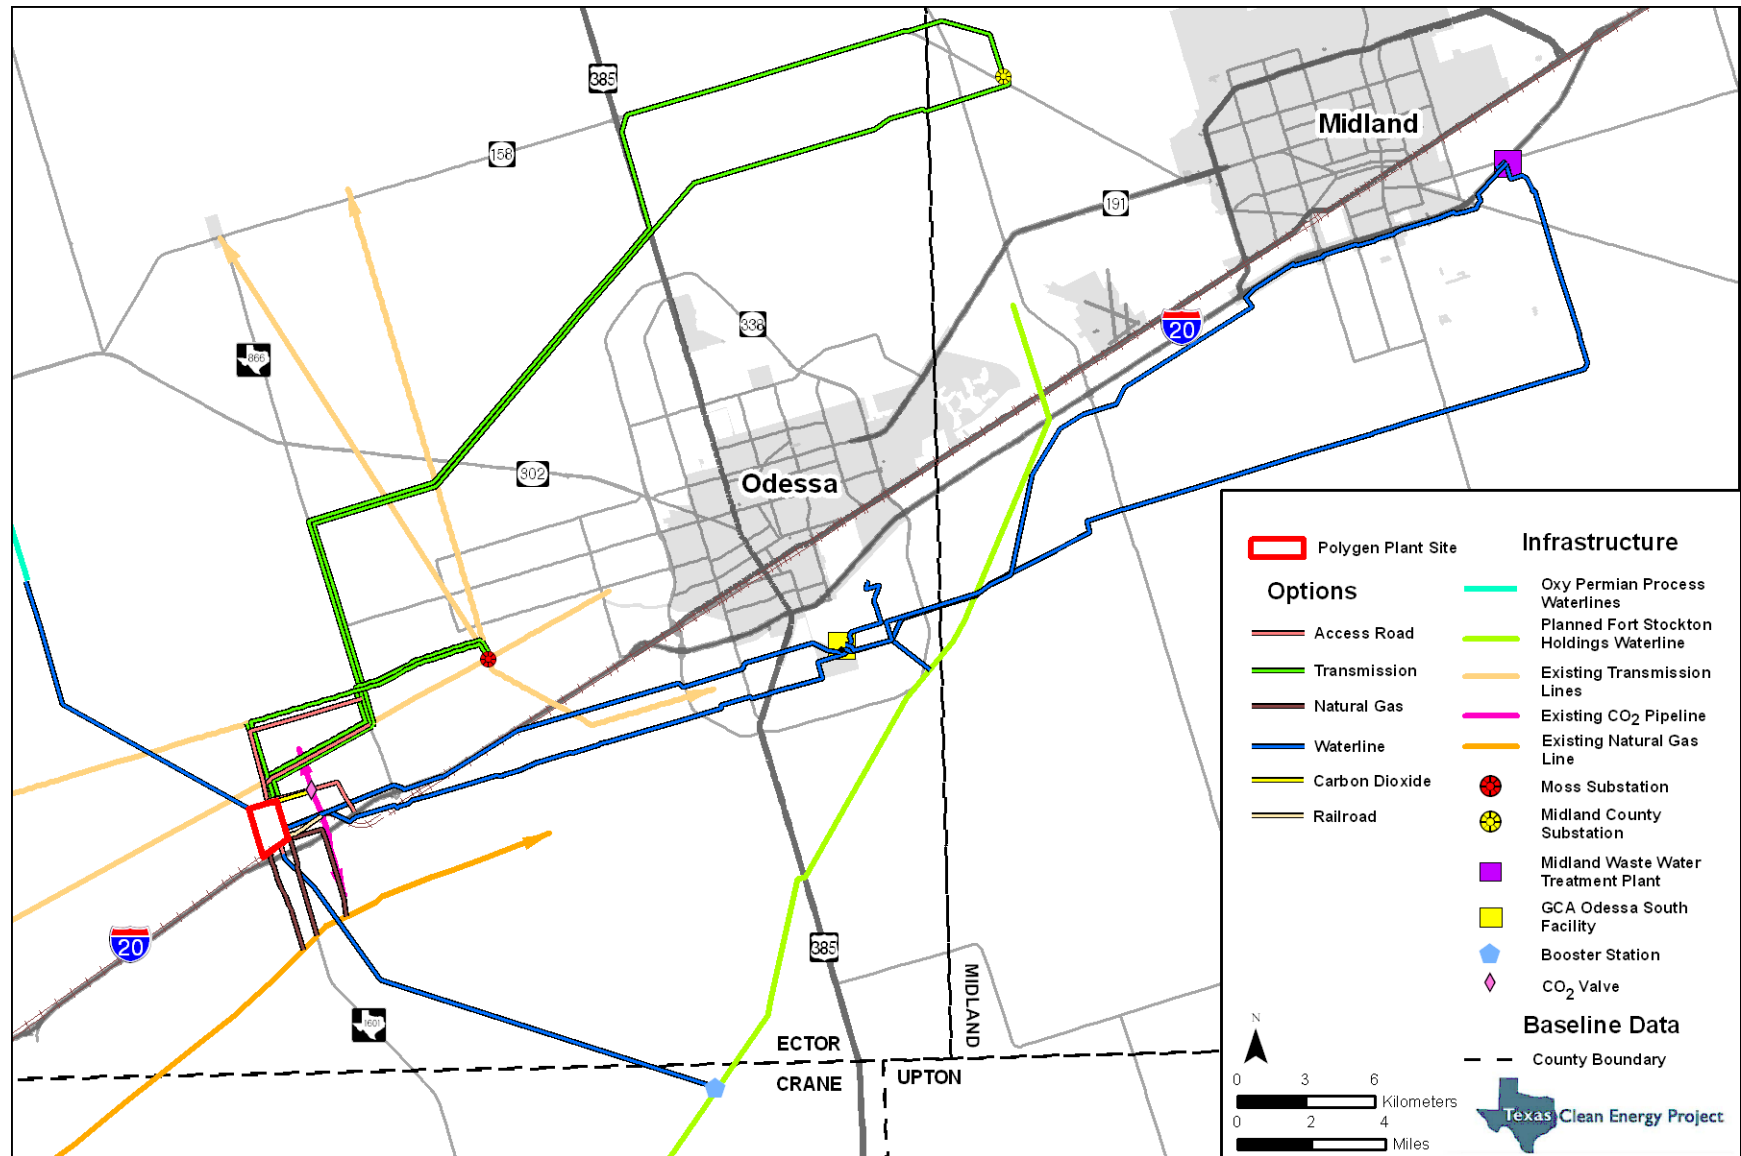 385
158
Midland
191
338
20
866
302
Odessa
20
385
1601
MIDLAND
ECTOR
CRANE
UPTON
Polygen Plant Site
Options
Access Road
Transmission
Natural Gas
Waterline
Carbon Dioxide
Railroad
Infrastructure
Oxy Permian Process
Waterlines
Planned Fort Stockton
Holdings Waterline
Existing Transmission
Lines
Existing CO2 Pipeline
Existing Natural Gas
Line
Moss Substation
Midland County
Substation
Midland Waste Water
Treatment Plant
GCA Odessa South
Facility
Booster Station
CO2 Valve
Baseline Data
County Boundary
N
0 3 6
Kilometers
0 2 4
Miles
Texas Clean Energy Project